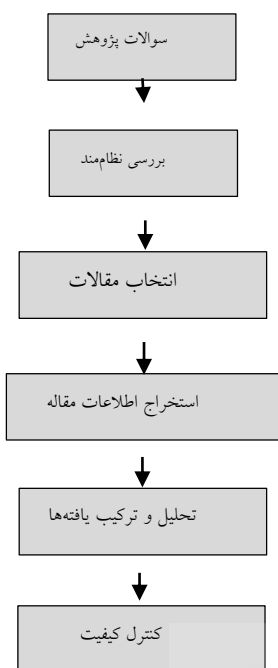 سوالات پژوهش
بررسی نظام‌مند
انتخاب مقالات
استخراج اطلاعات مقاله
تحلیل و ترکیب یافته‌ها
کنترل کیفیت